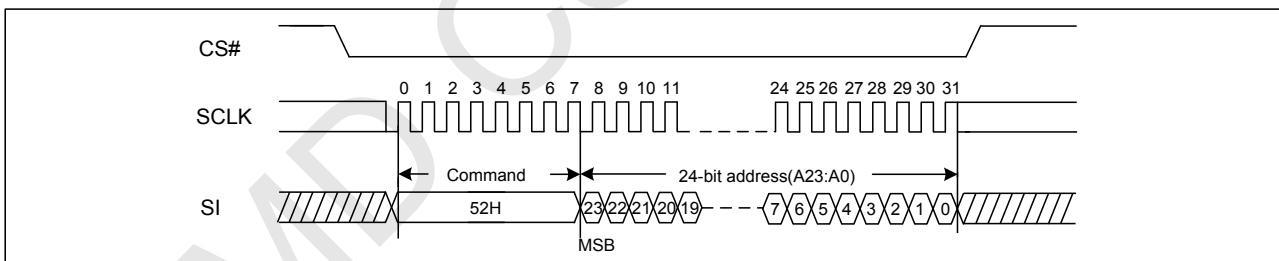 CS#
0 1 2 3 4 5 6 7 8 9 10 11 24 25 26 27 28 29 30 31
SCLK
Command 24-bit address(A23:A0)
SI 52H 23 22 21 20 19 7 6 5 4 3 2 1 0
MSB